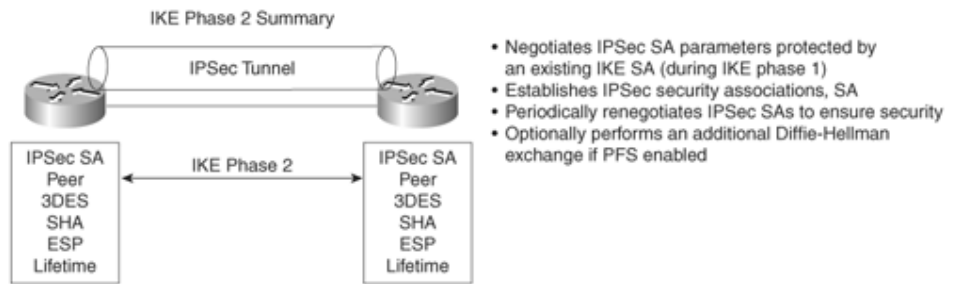 IKE Phase 2 Summary
IPSec Tunnel
IPSec SA
Peer
3DES
SHA
ESP
Lifetime
IKE Phase 2
IPSec SA
Peer
3DES
SHA
ESP
Lifetime
• Negotiates IPSec SA parameters protected by
an existing IKE SA (during IKE phase 1)
• Establishes IPSec security associations, SA
• Periodically renegotiates IPSec SAs to ensure security
• Optionally performs an additional Diffie-Hellman
exchange if PFS enabled